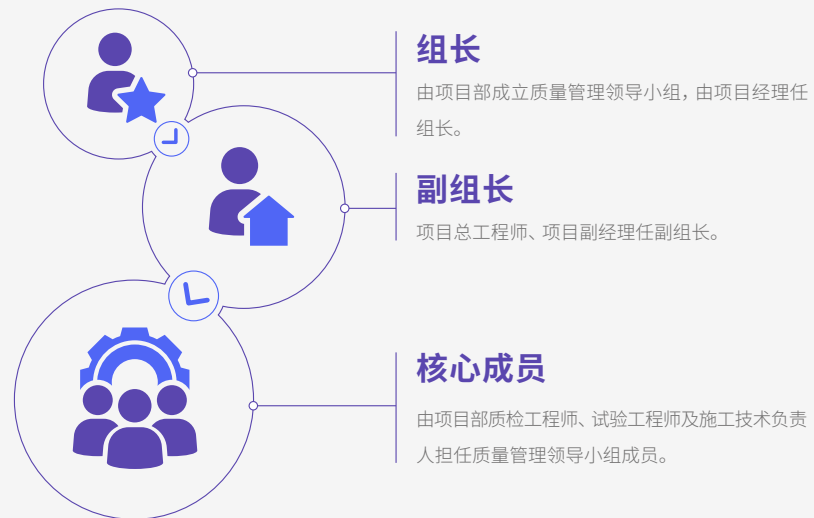 组长
由项目部成立质量管理领导小组，由项目经理任
组长。
副组长
项目总工程师、项目副经理任副组长。
核心成员
由项目部质检工程师、试验工程师及施工技术负责
人担任质量管理领导小组成员。